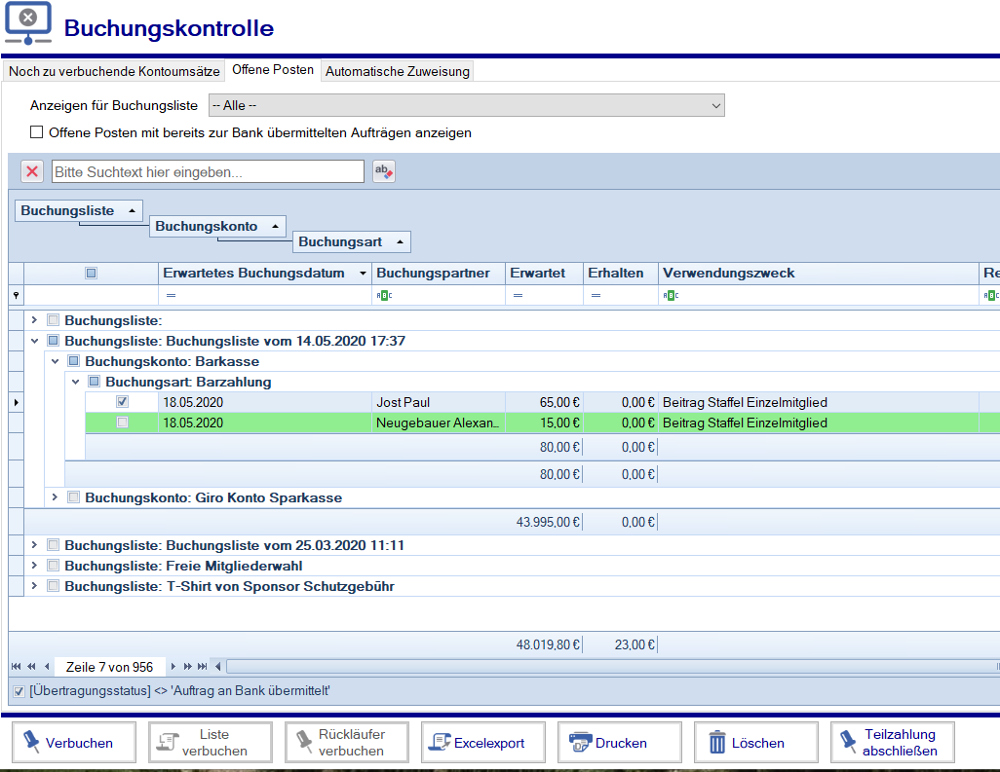 Buchungskontrolle
Noch zu verbuchende Kontoumsätze Offene Posten Automatische Zuweisung
Anzeigen für Buchungsliste -- Alle --
Offene Posten mit bereits zur Bank übermittelten Aufträgen anzeigen
Bitte Suchtext hier eingeben... ab
Buchungsliste
Buchungskonto
Buchungsart
Erwartetes Buchungsdatum Buchungspartner Erwartet Erhalten Verwendungszweck Re
= ABC = = ABC ABC
Buchungsliste:
Buchungsliste: Buchungsliste vom 14.05.2020 17:37
Buchungskonto: Barkasse
Buchungsart: Barzahlung
18.05.2020 Jost Paul 65,00 € 0,00 € Beitrag Staffel Einzelmitglied
18.05.2020 Neugebauer Alexan... 15,00 € 0,00 € Beitrag Staffel Einzelmitglied
80,00 € 0,00 €
80,00 € 0,00 €
Buchungskonto: Giro Konto Sparkasse
43.995,00 € 0,00 €
Buchungsliste: Buchungsliste vom 25.03.2020 11:11
Buchungsliste: Freie Mitgliederwahl
Buchungsliste: T-Shirt von Sponsor Schutzgebühr
48.019,80 € 23,00 €
Zeile 7 von 956
[Übertragungsstatus] <> 'Auftrag an Bank übermittelt'
Verbuchen
Liste
verbuchen
Rückläufer
verbuchen
Excelexport
Drucken
Löschen
Teilzahlung
abschließen